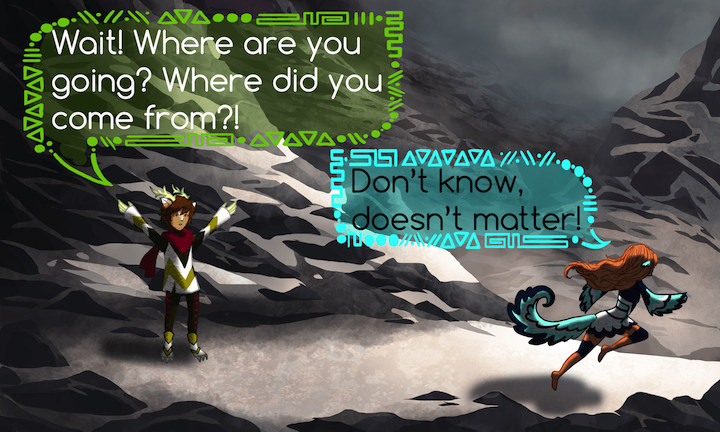 Wait! Where are you
going? Where did you
come from?!
Don't know,
doesn't matter!